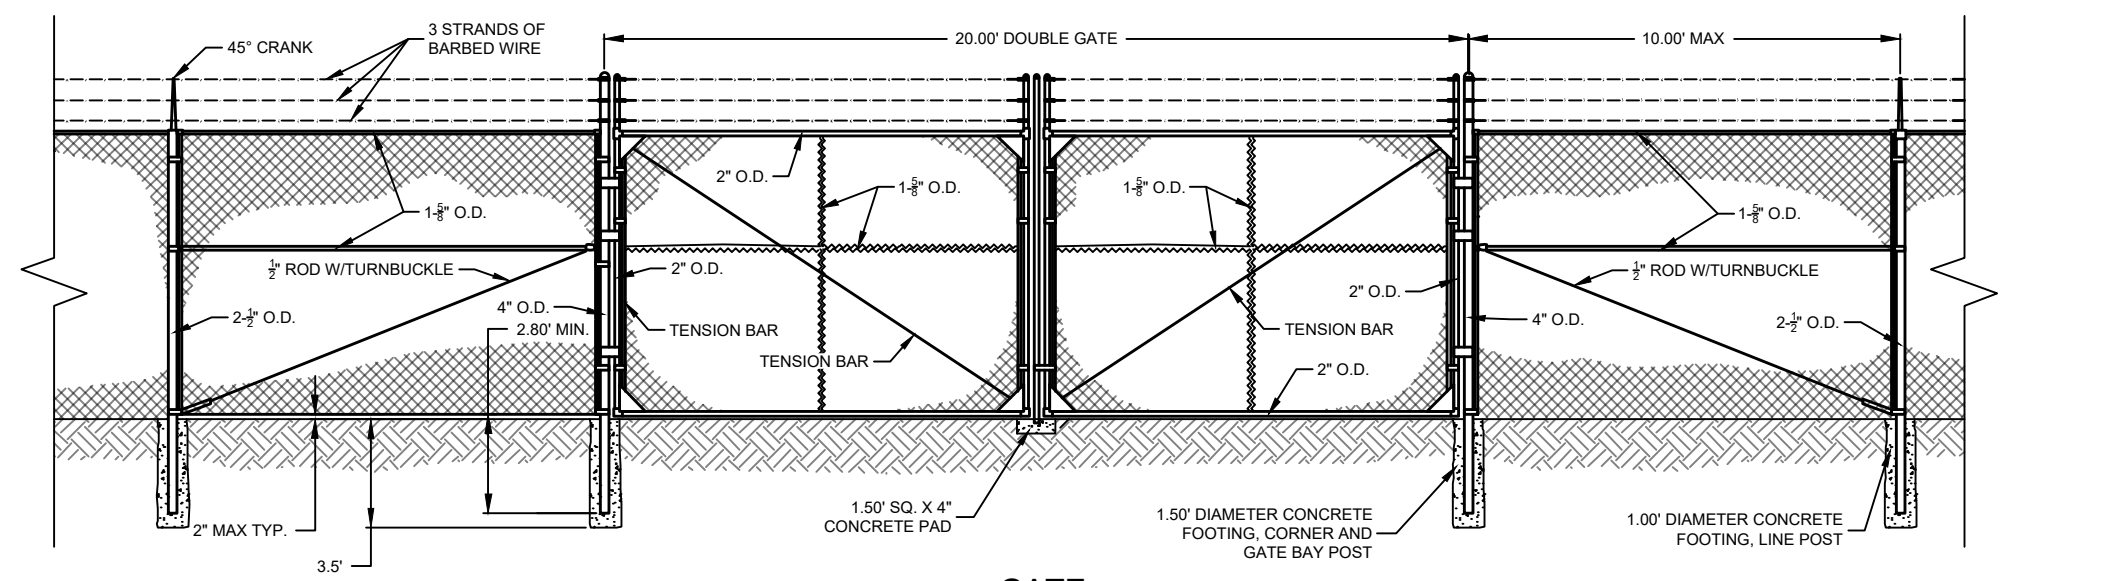 3 STRANDS OF
BARBED WIRE
45° CRANK
20.00' DOUBLE GATE
10.00' MAX
2" O.D.
1-5/8" O.D.
1-5/8" O.D.
1-5/8" O.D.
1-5/8" O.D.
1/2" ROD W/TURNBUCKLE
2" O.D.
2" O.D.
1/2" ROD W/TURNBUCKLE
2-1/2" O.D.
4" O.D.
2.80' MIN.
TENSION BAR
TENSION BAR
TENSION BAR
4" O.D.
2-1/2" O.D.
2" O.D.
1.50' SQ. X 4"
CONCRETE PAD
1.50' DIAMETER CONCRETE
FOOTING, CORNER AND
GATE BAY POST
1.00' DIAMETER CONCRETE
FOOTING, LINE POST
2" MAX TYP.
3.5'
GATE